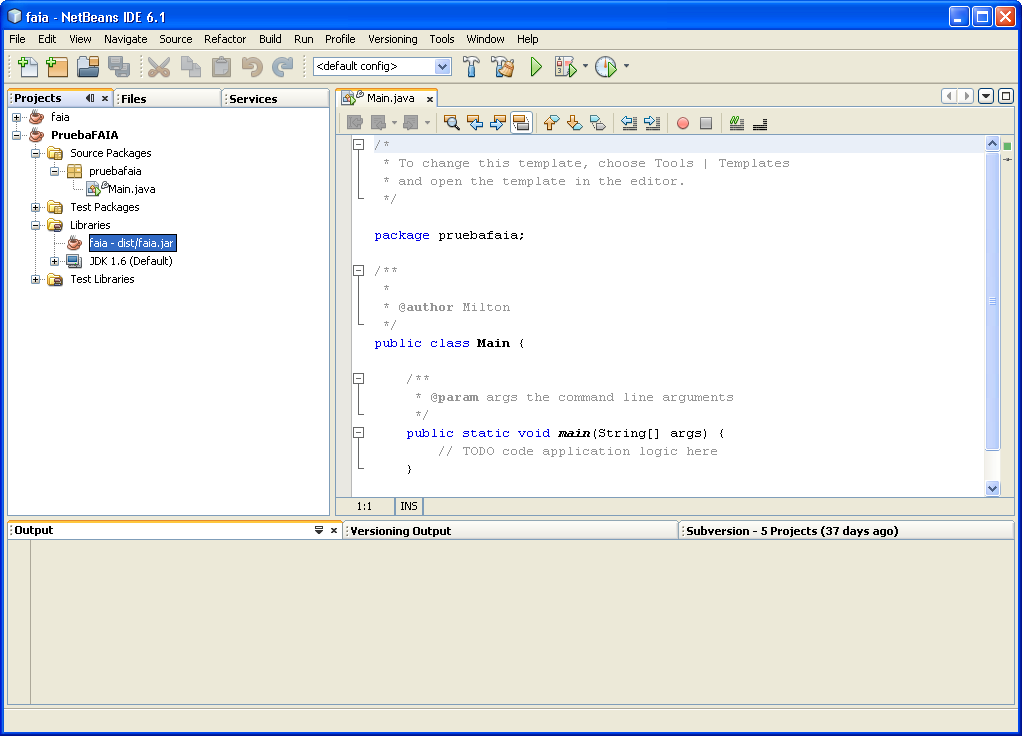 faia - NetBeans IDE 6.1
File Edit View Navigate Source Refactor Build Run Profile Versioning Tools Window Help
<default config>
Projects Files Services
faia
PruebaFAIA
Source Packages
pruebafaia
Main.java
Test Packages
Libraries
faia - dist/faia.jar
JDK 1.6 (Default)
Test Libraries
Main.java
/*
* To change this template, choose Tools | Templates
* and open the template in the editor.
*/
package pruebafaia;
/**
*
* @author Milton
*/
public class Main {
/**
* @param args the command line arguments
*/
public static void main(String[] args) {
// TODO code application logic here
}
1:1 INS
Output Versioning Output Subversion - 5 Projects (37 days ago)